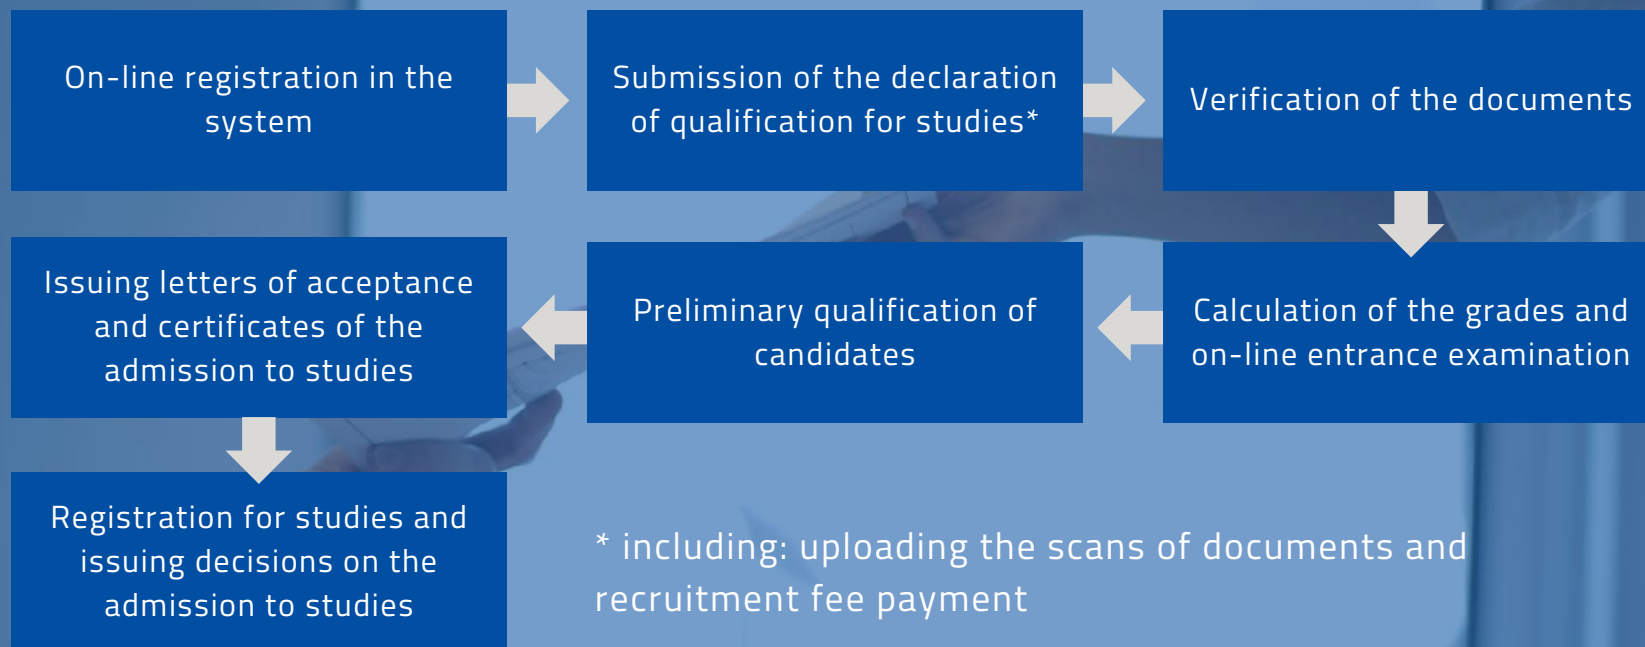 On-line registration in the
system
Submission of the declaration
of qualification for studies*
Verification of the documents
Calculation of the grades and
on-line entrance examination
Preliminary qualification of
candidates
Issuing letters of acceptance
and certificates of the
admission to studies
Registration for studies and
issuing decisions on the
admission to studies
* including: uploading the scans of documents and
recruitment fee payment